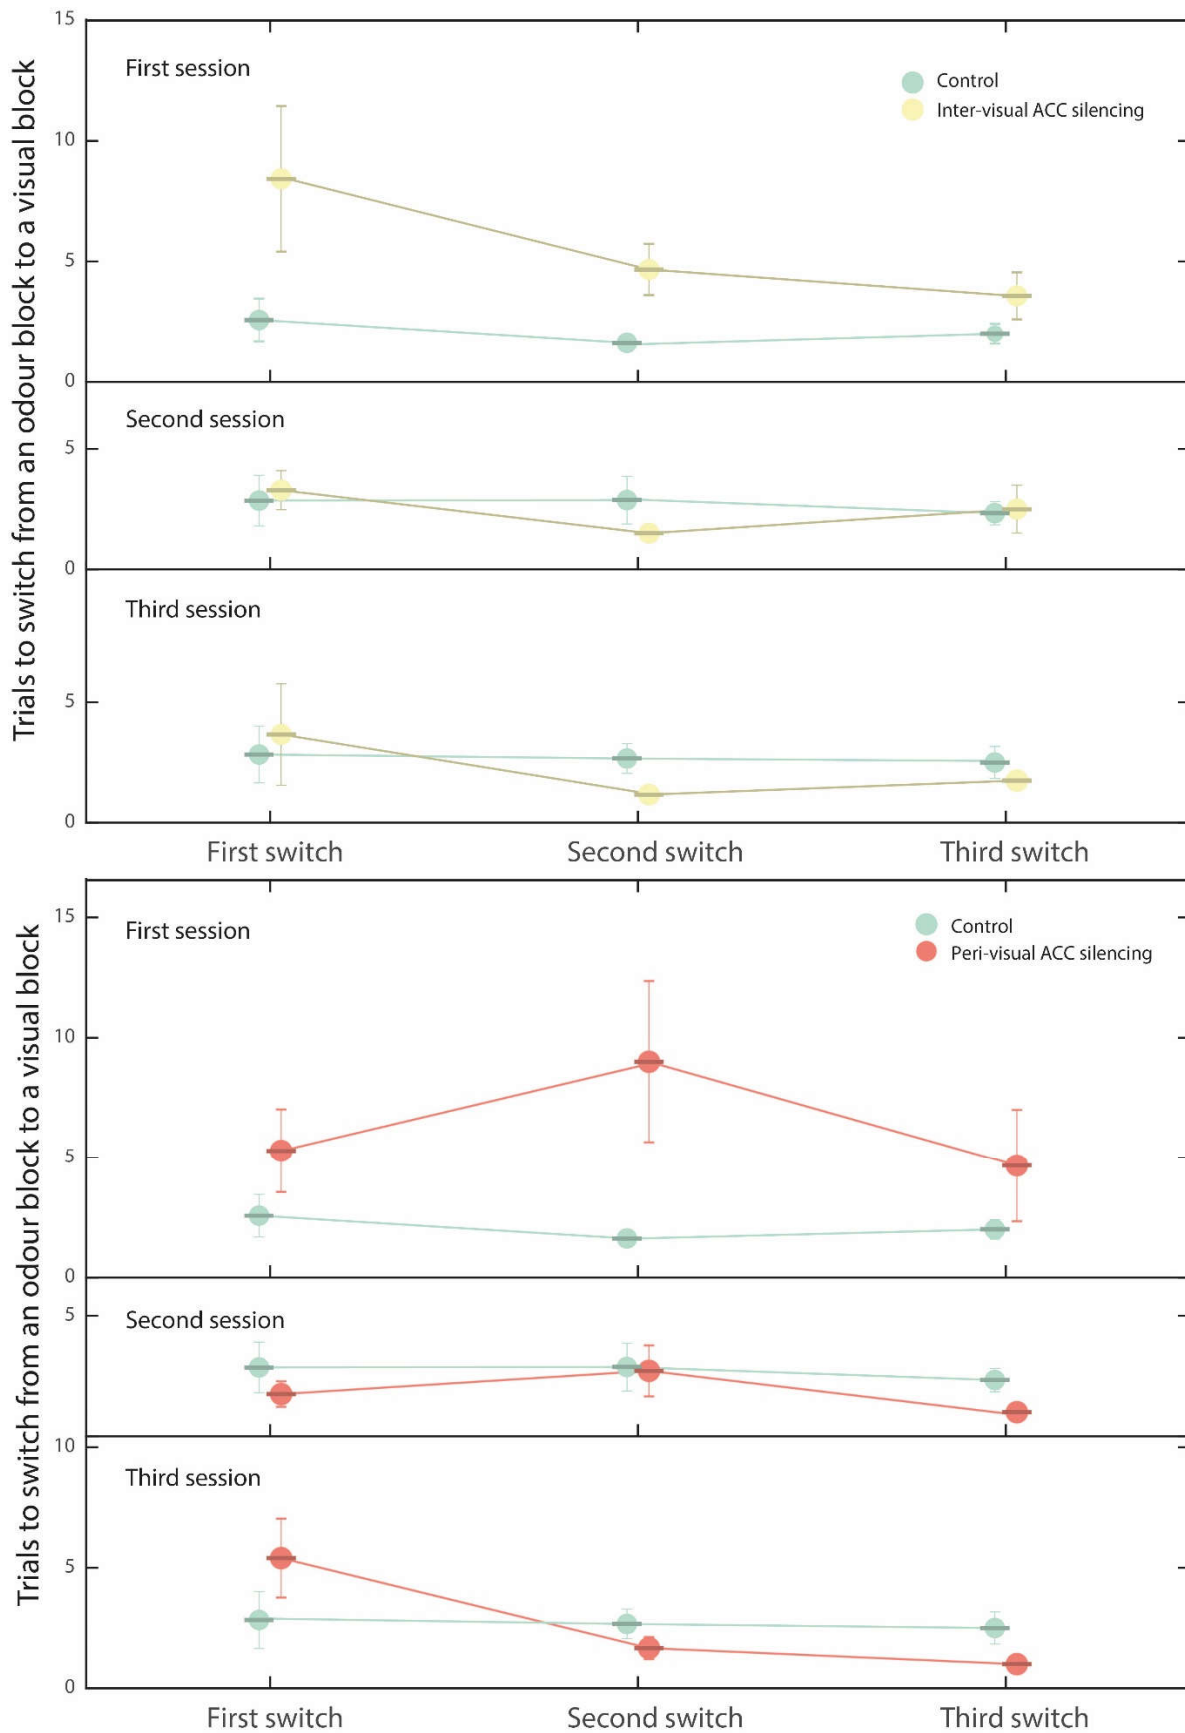 Trials to switch from an odour block to a visual block
15
First session
Control
Inter-visual ACC silencing
10
5
0
Second session
5
0
Third session
5
0
First switch
Second switch
Third switch
Trials to switch from an odour block to a visual block
15
First session
Control
Peri-visual ACC silencing
10
5
0
Second session
5
10
Third session
5
0
First switch
Second switch
Third switch